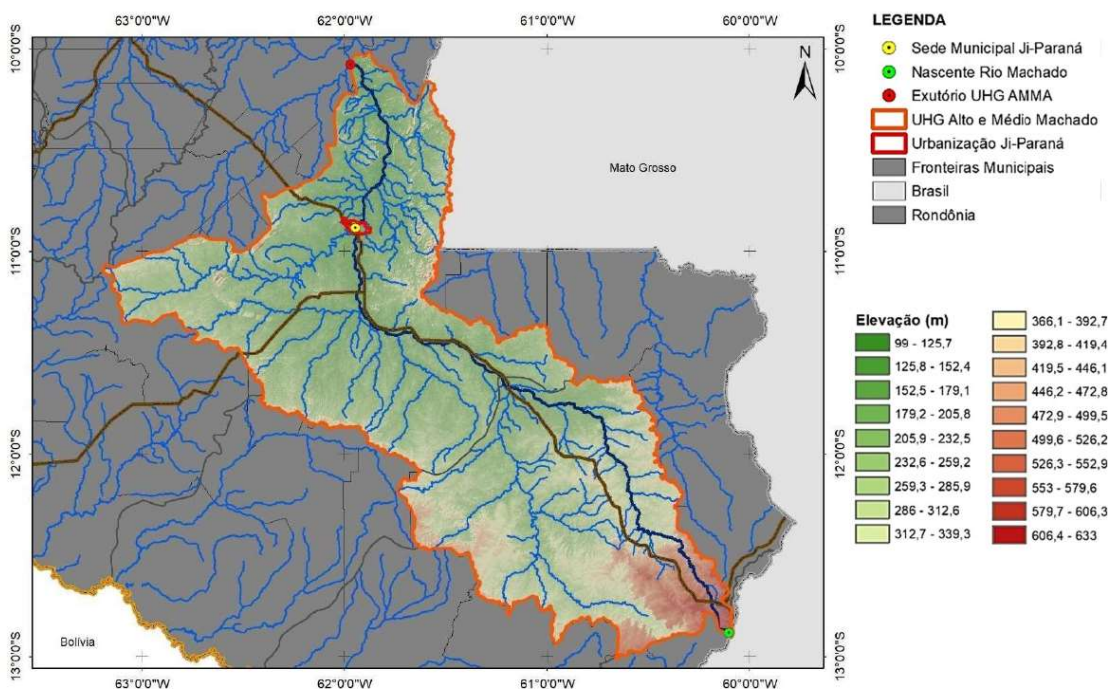 63°0'0"W 62°0'0"W 61°0'0"W 60°0'0"W
10°0'0"S
11°0'0"S
12°0'0"S
13°0'0"S
N
Mato Grosso
Bolívia
10°0'0"S
11°0'0"S
12°0'0"S
13°0'0"S
63°0'0"W 62°0'0"W 61°0'0"W 60°0'0"W
LEGENDA
Sede Municipal Ji-Paraná
Nascente Rio Machado
Exutório UHG AMMA
UHG Alto e Médio Machado
Urbanização Ji-Paraná
Fronteiras Municipais
Brasil
Rondônia
Elevação (m)
99 - 125,7
125,8 - 152,4
152,5 - 179,1
179,2 - 205,8
205,9 - 232,5
232,6 - 259,2
259,3 - 285,9
286 - 312,6
312,7 - 339,3
366,1 - 392,7
392,8 - 419,4
419,5 - 446,1
446,2 - 472,8
472,9 - 499,5
499,6 - 526,2
526,3 - 552,9
553 - 579,6
579,7 - 606,3
606,4 - 633